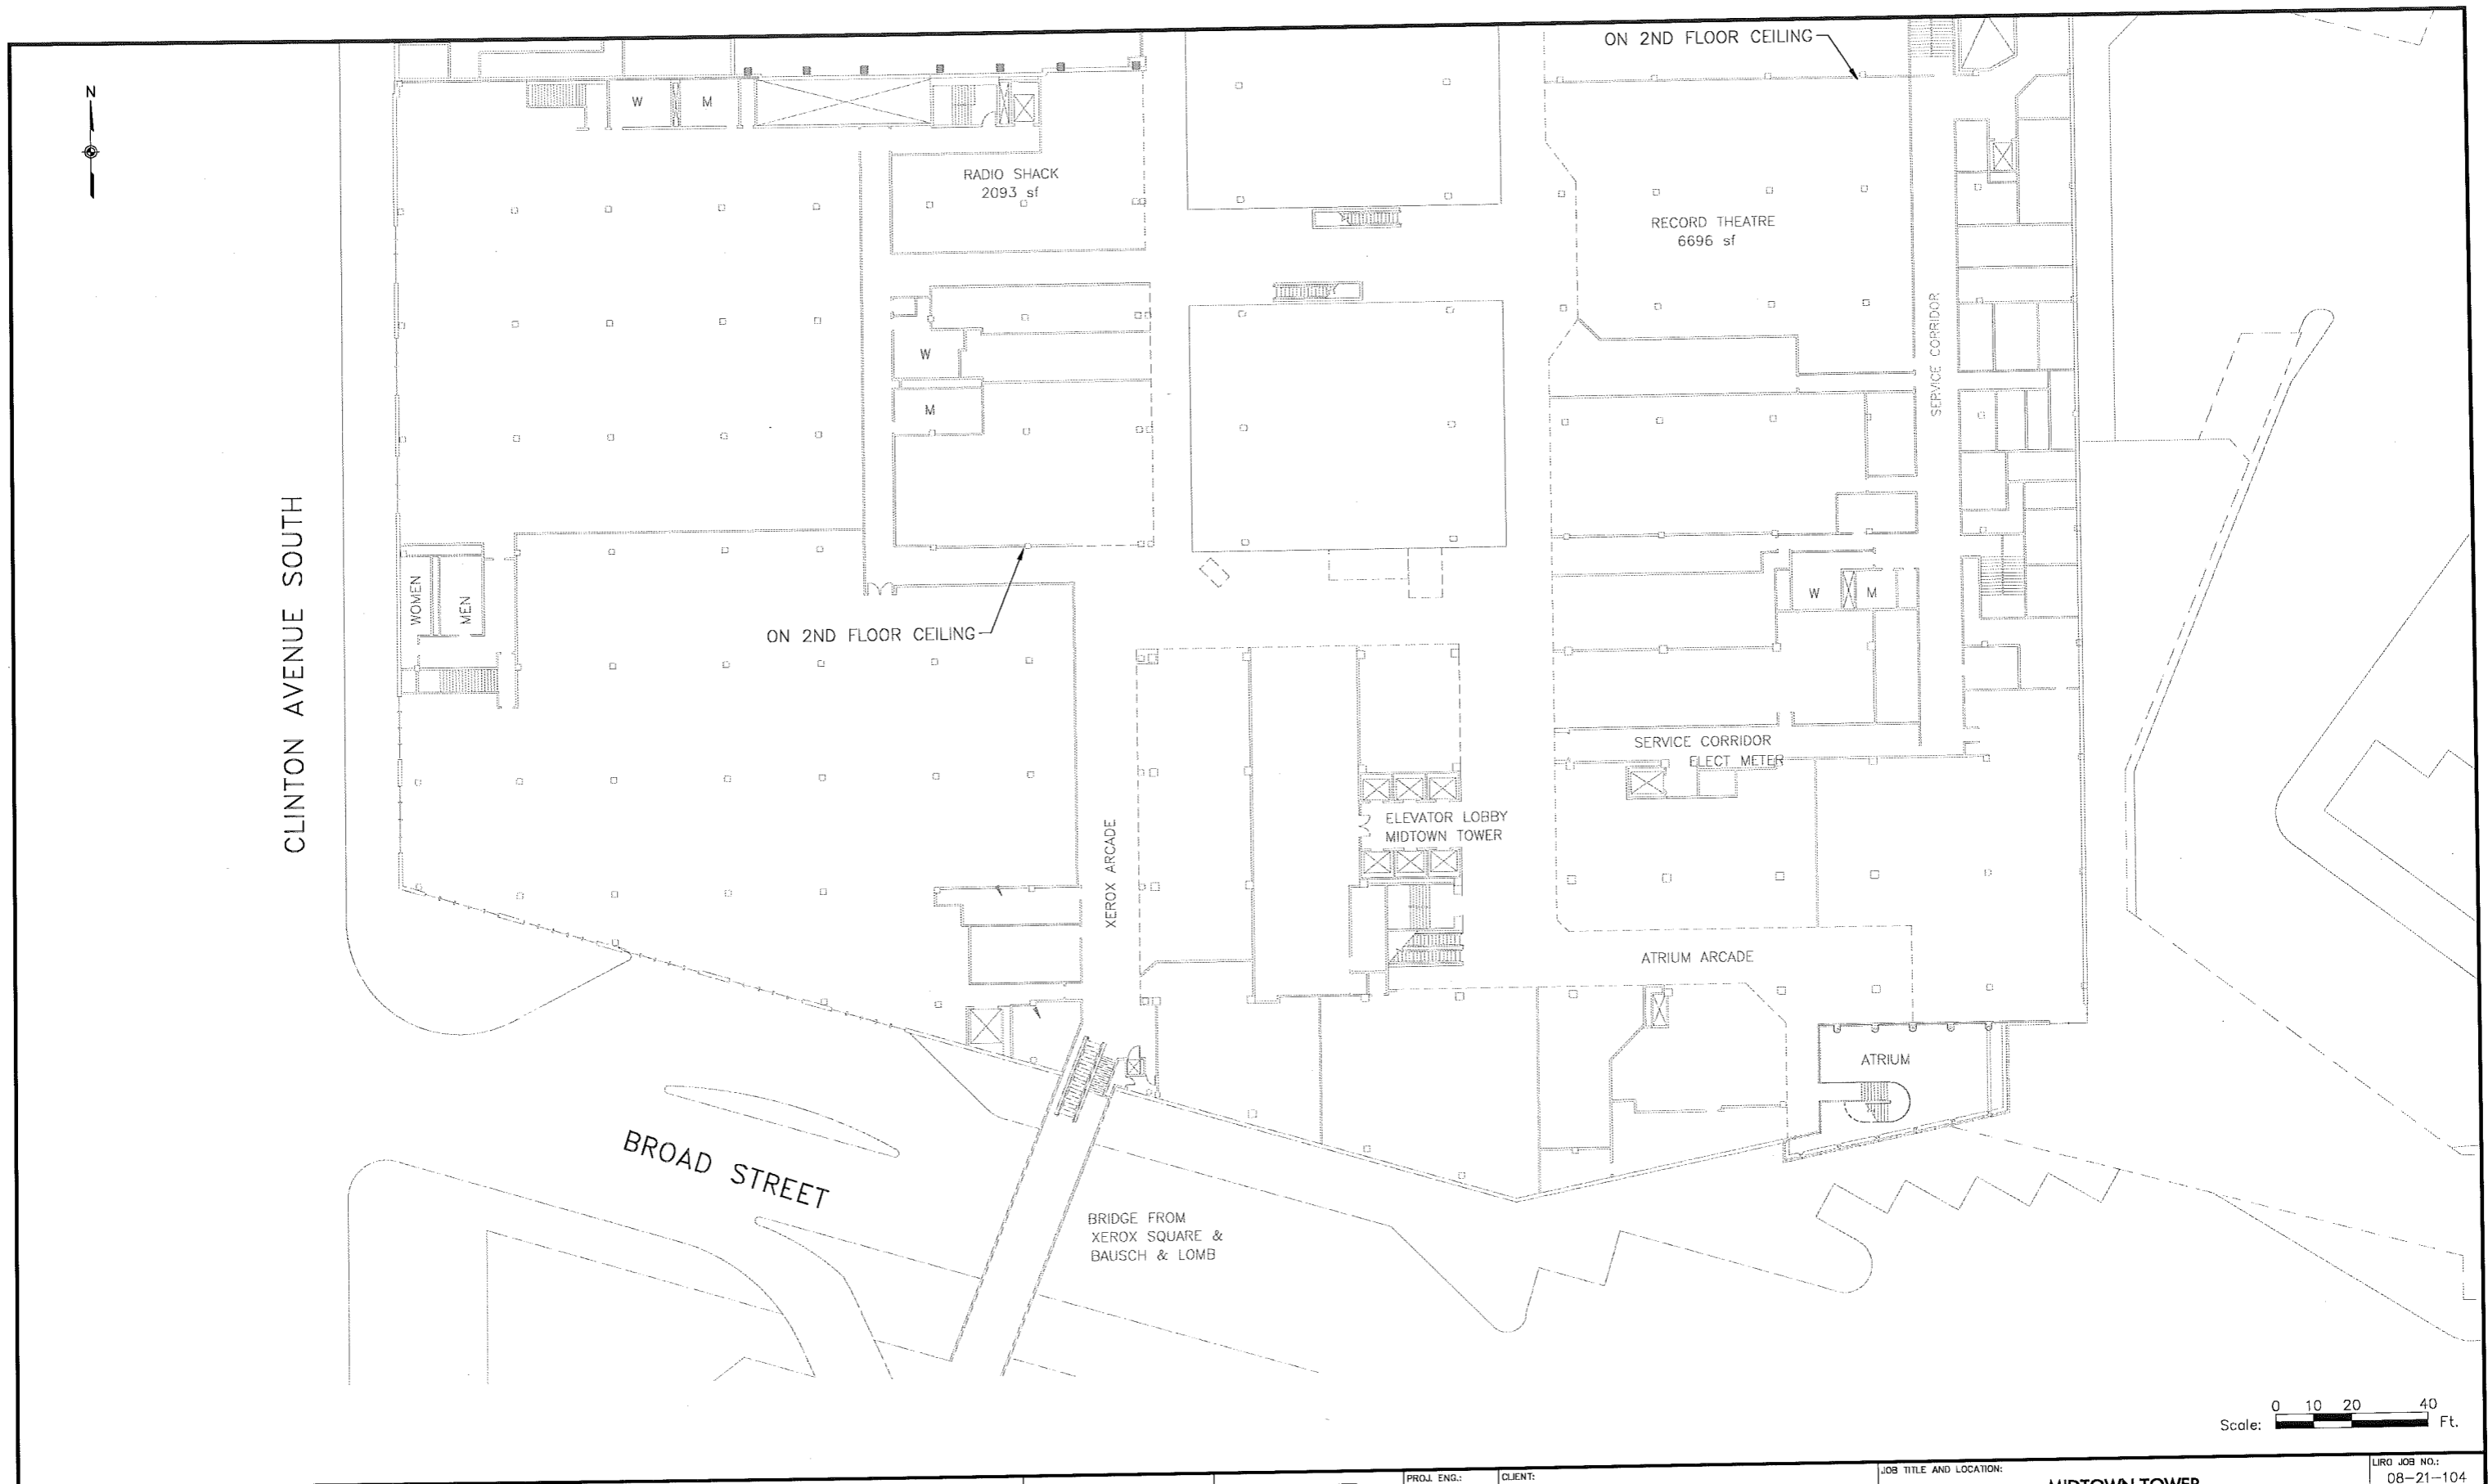 ON 2ND FLOOR CEILING
N
W
M
RADIO SHACK
2093 sf
RECORD THEATRE
6696 sf
SERVICE CORRIDOR
W
M
CLINTON AVENUE SOUTH
WOMEN
MEN
ON 2ND FLOOR CEILING
W
M
SERVICE CORRIDOR
ELECT METER
XEROX ARCADE
ELEVATOR LOBBY
MIDTOWN TOWER
ATRIUM ARCADE
ATRIUM
BROAD STREET
BRIDGE FROM
XEROX SQUARE &
BAUSCH & LOMB
0 10 20 40
Scale: Ft.
PROJ. ENG.:
CLIENT:
JOB TITLE AND LOCATION:
MIDTOWN TOWER
LIRO JOB NO.:
08-21-104